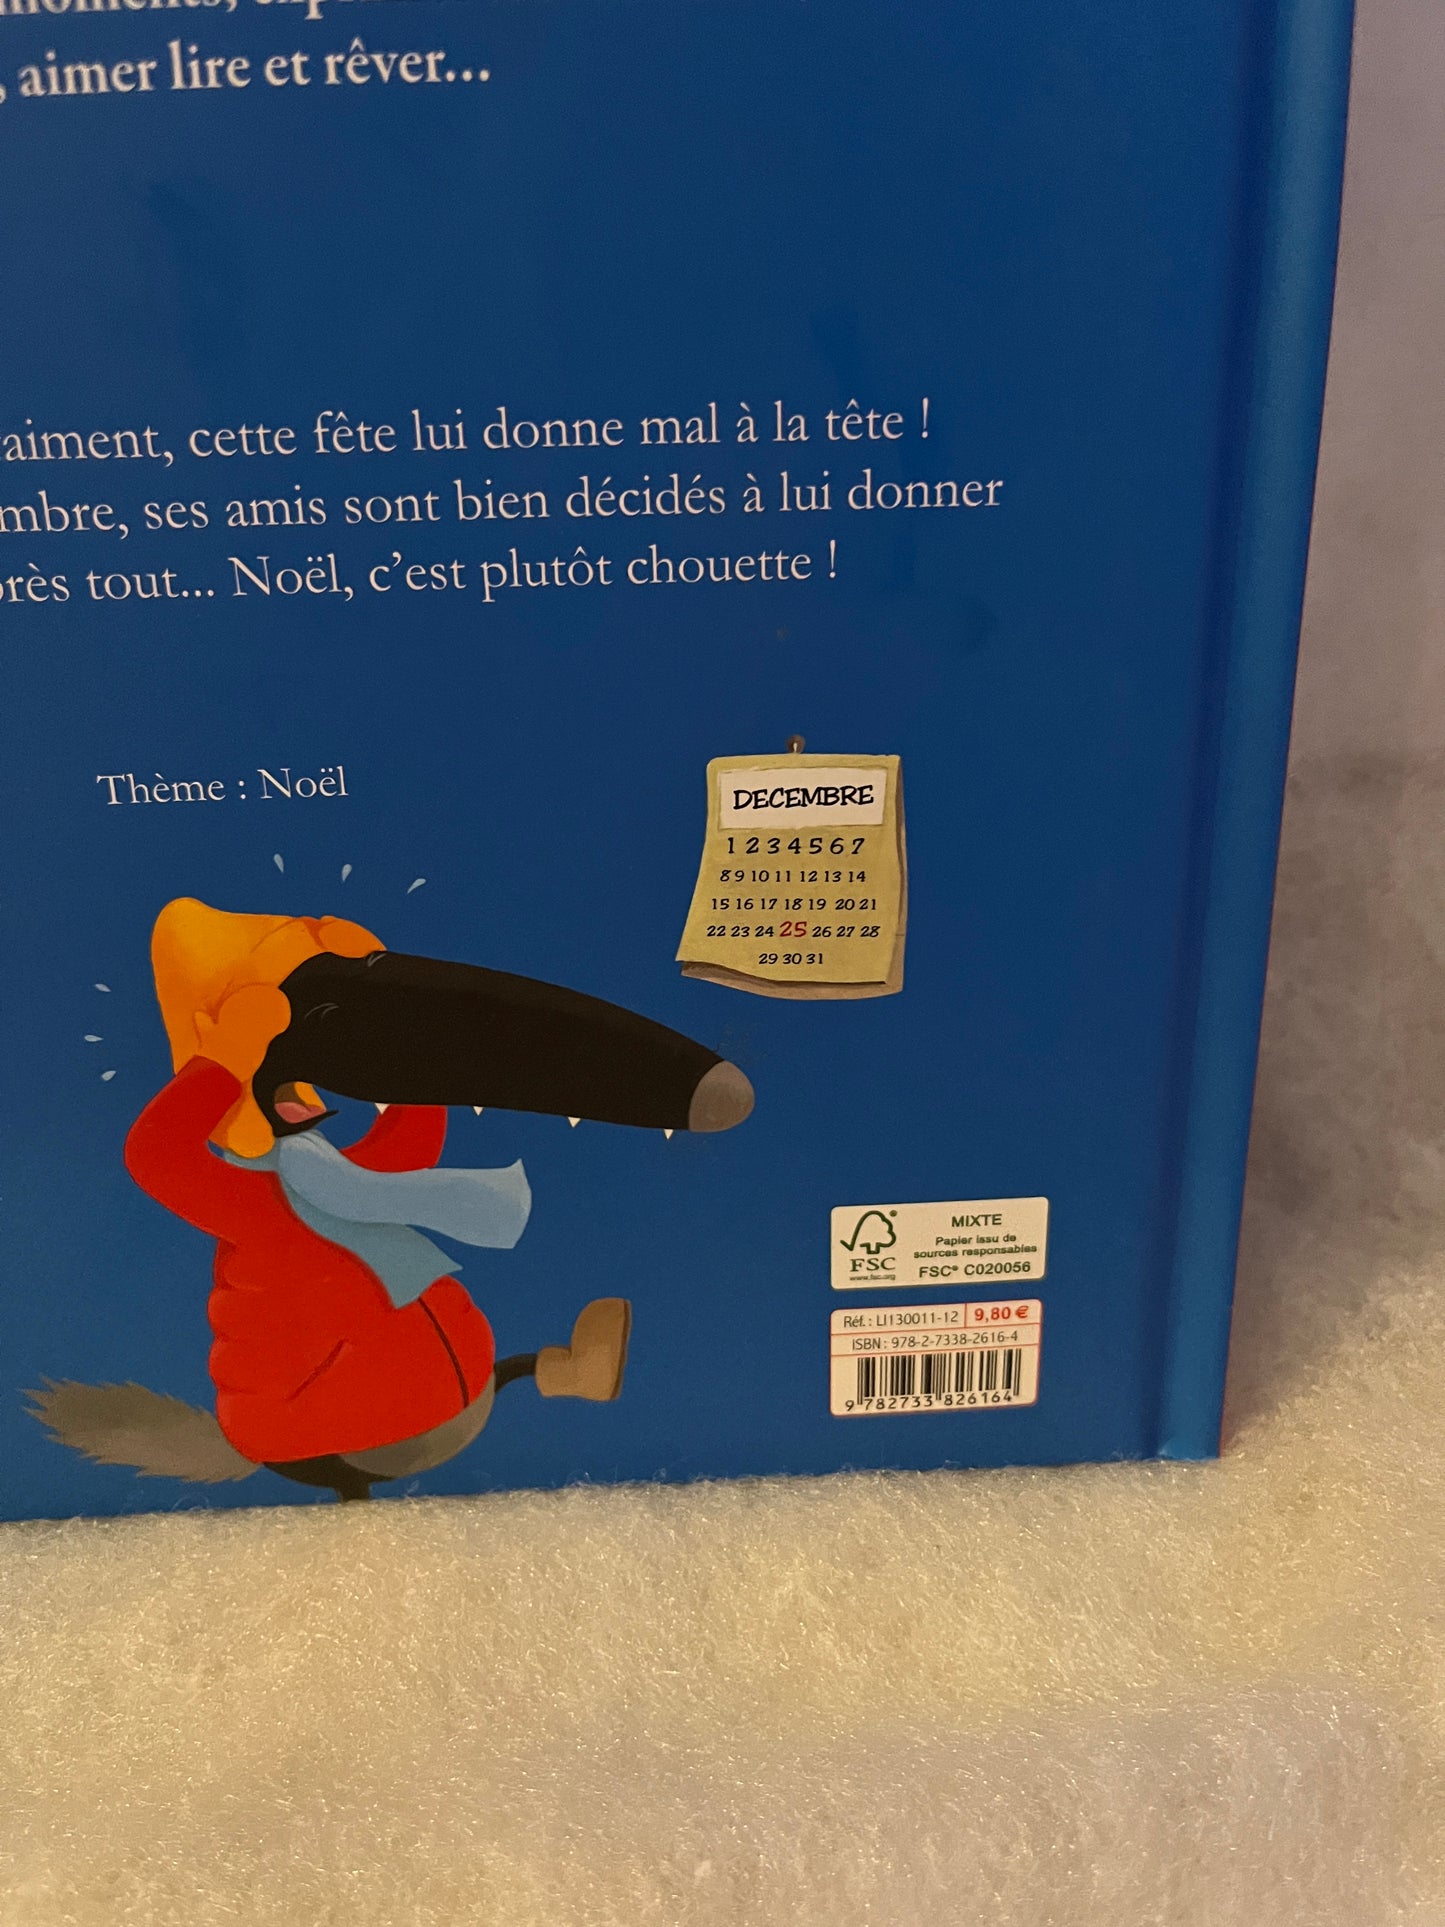 , aimer lire et rêver...
cette fête lui donne mal à la tête !
ses amis sont bien décidés à lui donner
tout... Noël, c'est plutôt chouette !
Thème : Noël
DECEMBRE
1 2 3 4 5 6 7
8 9 10 11 12 13 14
15 16 17 18 19 20 21
22 23 24 25 26 27 28
29 30 31
FSC®
www.fsc.org
MIXTE
Papier issu de
sources responsables
FSC® C020056
Réf. : LI130011-12 9,80 €
ISBN : 978-2-7338-2616-4
9 782733 826164